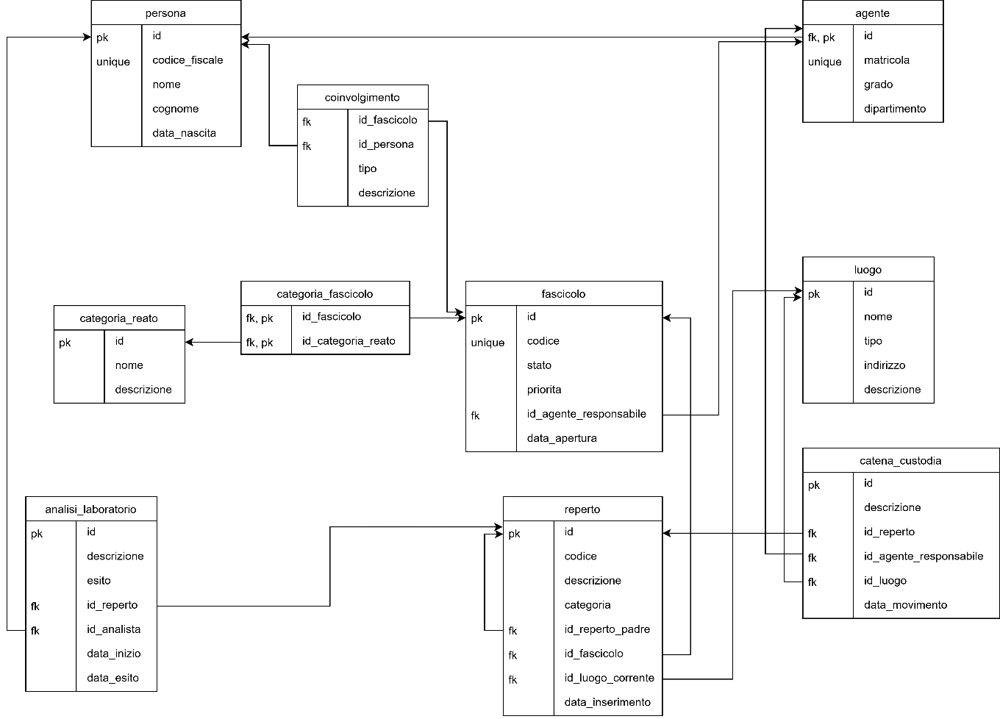 persona
pk id
unique codice_fiscale
nome
cognome
data_nascita
agente
fk, pk id
unique matricola
grado
dipartimento
coinvolgimento
fk id_fascicolo
fk id_persona
tipo
descrizione
categoria_reato
pk id
nome
descrizione
categoria_fascicolo
fk, pk id_fascicolo
fk, pk id_categoria_reato
fascicolo
pk id
unique codice
stato
priorita
fk id_agente_responsabile
data_apertura
luogo
pk id
nome
tipo
indirizzo
descrizione
analisi_laboratorio
pk id
descrizione
esito
fk id_reperto
fk id_analista
data_inizio
data_esito
reperto
pk id
codice
descrizione
categoria
fk id_reperto_padre
fk id_fascicolo
fk id_luogo_corrente
data_inserimento
catena_custodia
pk id
descrizione
fk id_reperto
fk id_agente_responsabile
fk id_luogo
data_movimento